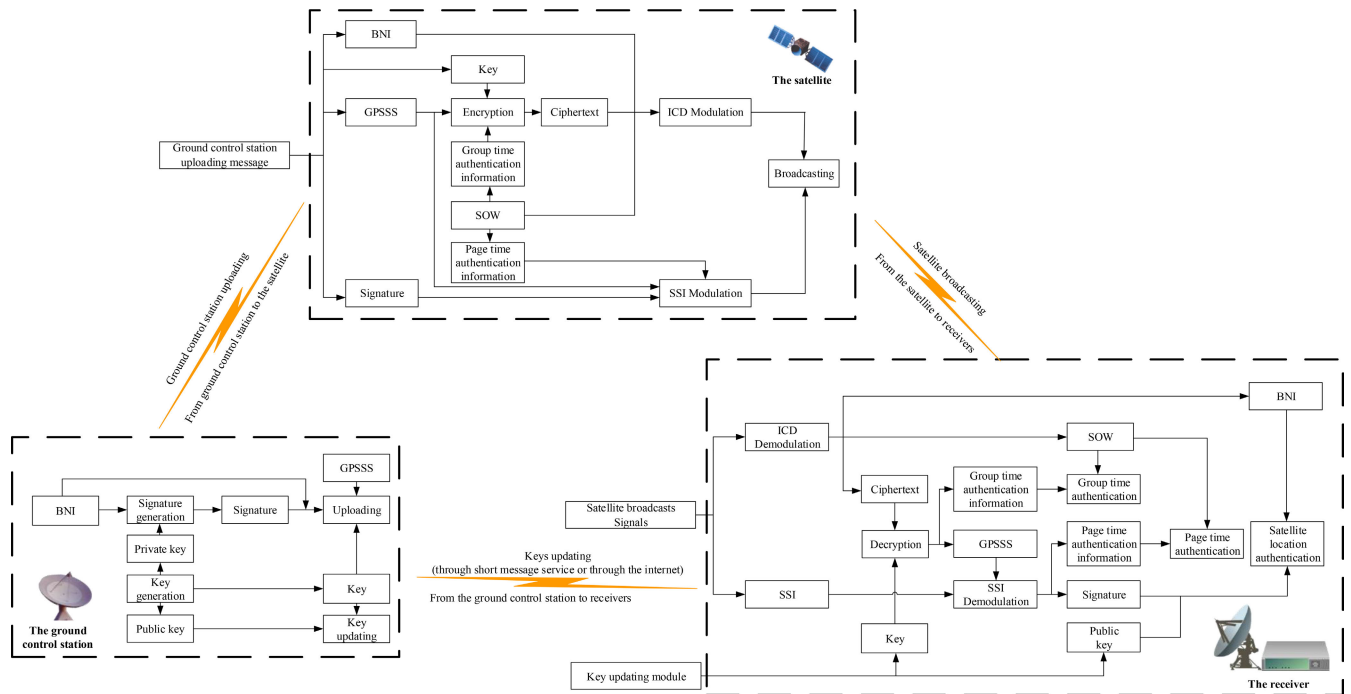 BNI
The satellite
Key
GPSSS
Encryption
Ciphertext
ICD Modulation
Ground control station
uploading message
Group time
authentication
information
Broadcasting
SOW
Page time
authentication
information
Signature
SSI Modulation
Ground control station uploading
From ground control station to the satellite
Satellite broadcasting
From the satellite to receivers
GPSSS
BNI
Signature
generation
Signature
Uploading
Private key
Key
generation
Key
Public key
Key
updating
The ground
control station
Keys updating
(through short message service or through the internet)
From the ground control station to receivers
BNI
ICD
Demodulation
SOW
Ciphertext
Group time
authentication
information
Group time
authentication
Satellite broadcasts
Signals
Decryption
GPSSS
Page time
authentication
information
Page time
authentication
Satellite
location
authentication
SSI
SSI
Demodulation
Signature
Key
Public
key
Key updating module
The receiver